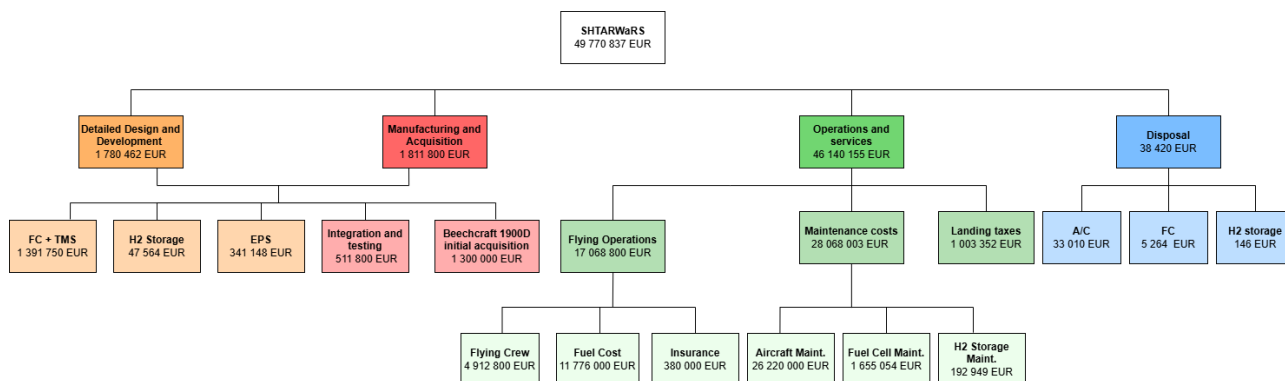 SHTARWaRS
49 770 837 EUR
Detailed Design and
Development
1 780 462 EUR
Manufacturing and
Acquisition
1 811 800 EUR
Operations and
services
46 140 155 EUR
Disposal
38 420 EUR
FC + TMS
1 391 750 EUR
H2 Storage
47 564 EUR
EPS
341 148 EUR
Integration and
testing
511 800 EUR
Beechcraft 1900D
initial acquisition
1 300 000 EUR
Flying Operations
17 068 800 EUR
Maintenance costs
28 068 003 EUR
Landing taxes
1 003 352 EUR
A/C
33 010 EUR
FC
5 264 EUR
H2 storage
146 EUR
Flying Crew
4 912 800 EUR
Fuel Cost
11 776 000 EUR
Insurance
380 000 EUR
Aircraft Maint.
26 220 000 EUR
Fuel Cell Maint.
1 655 054 EUR
H2 Storage
Maint.
192 949 EUR